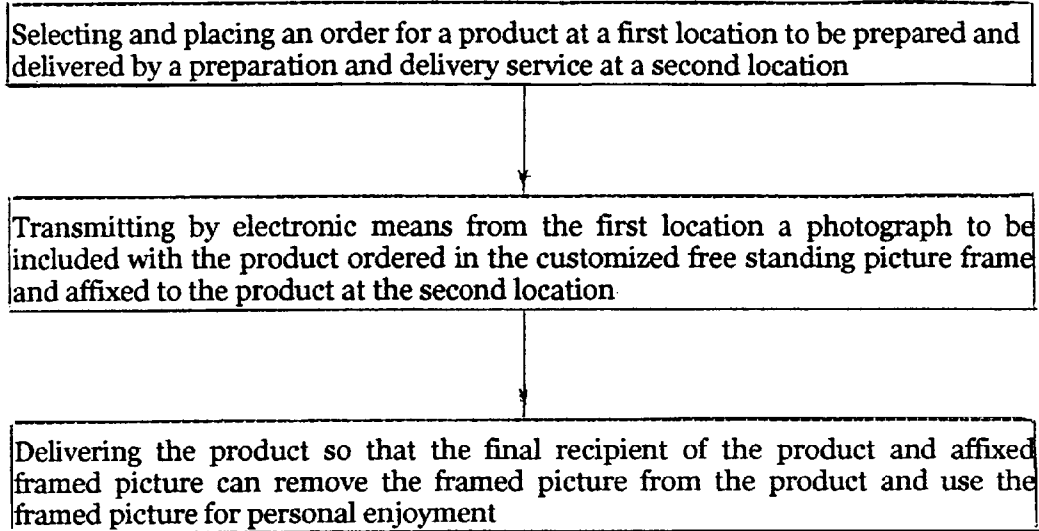 Selecting and placing an order for a product at a first location to be prepared and
delivered by a preparation and delivery service at a second location
Transmitting by electronic means from the first location a photograph to be
included with the product ordered in the customized free standing picture frame
and affixed to the product at the second location
Delivering the product so that the final recipient of the product and affixed
framed picture can remove the framed picture from the product and use the
framed picture for personal enjoyment